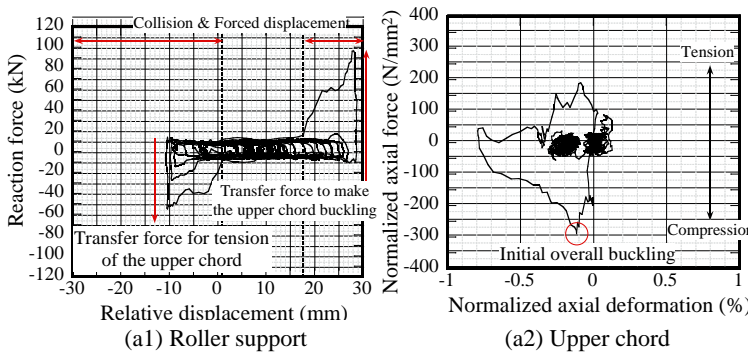 Collision & Forced displacement
Reaction force (kN)
120
100
80
60
40
20
0
-20
-40
-60
-80
-100
-120
Transfer force to make
the upper chord buckling
Transfer force for tension
of the upper chord
-30 -20 -10 0 10 20 30
Relative displacement (mm)
(a1) Roller support
Normalized axial force (N/mm²)
400
300
200
100
0
-100
-200
-300
-400
Tension
Compression
Initial overall buckling
-1 -0.5 0 0.5 1
Normalized axial deformation (%)
(a2) Upper chord